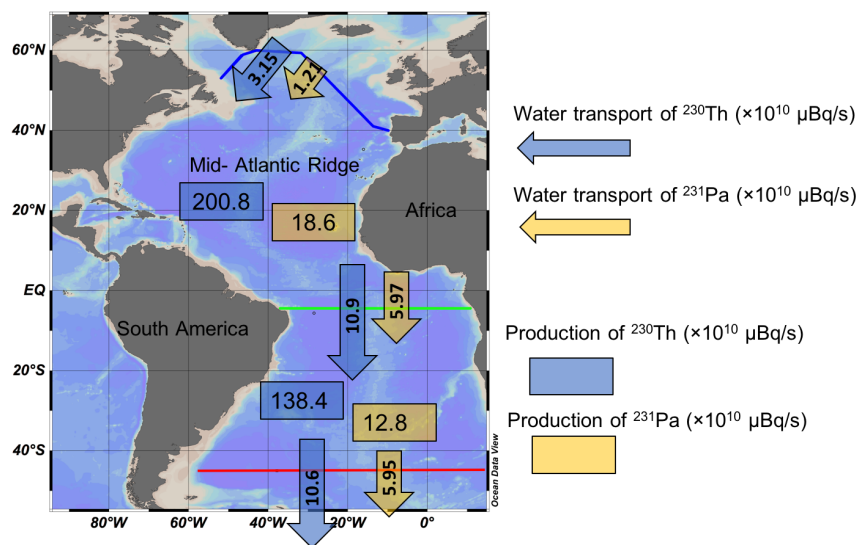 60°N
3.15
1.21
Water transport of ²³⁰Th (×10¹⁰ µBq/s)
40°N
Mid- Atlantic Ridge
Water transport of ²³¹Pa (×10¹⁰ µBq/s)
200.8
Africa
20°N
18.6
EQ
10.9
5.97
South America
Production of ²³⁰Th (×10¹⁰ µBq/s)
20°S
138.4
12.8
Production of ²³¹Pa (×10¹⁰ µBq/s)
40°S
10.6
5.95
Ocean Data View
80°W
60°W
40°W
20°W
0°